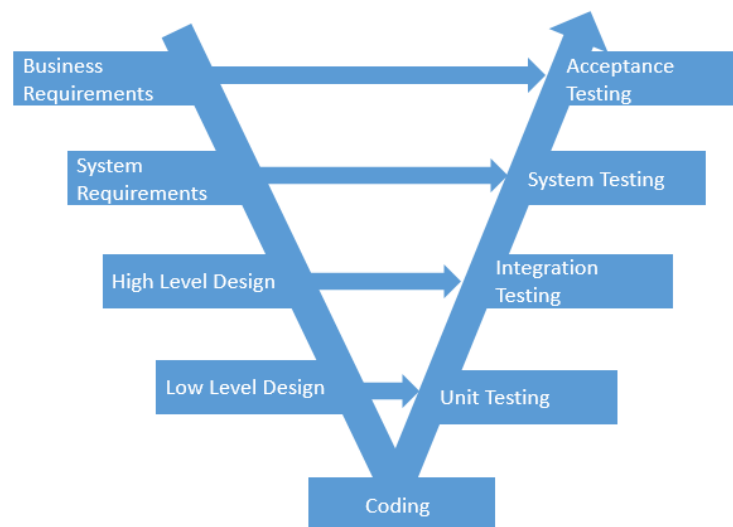 Business
Requirements
Acceptance
Testing
System
Requirements
System Testing
High Level Design
Integration
Testing
Low Level Design
Unit Testing
Coding